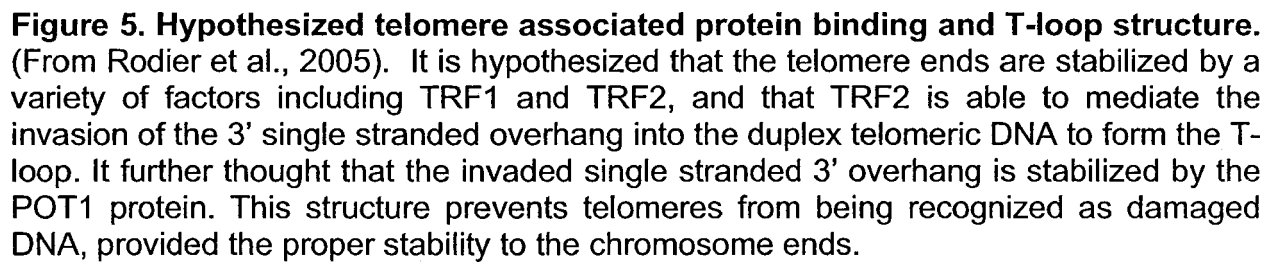 Figure 5. Hypothesized telomere associated protein binding and T-loop structure.
(From Rodier et al., 2005). It is hypothesized that the telomere ends are stabilized by a
variety of factors including TRF1 and TRF2, and that TRF2 is able to mediate the
invasion of the 3' single stranded overhang into the duplex telomeric DNA to form the T-
loop. It further thought that the invaded single stranded 3' overhang is stabilized by the
POT1 protein. This structure prevents telomeres from being recognized as damaged
DNA, provided the proper stability to the chromosome ends.